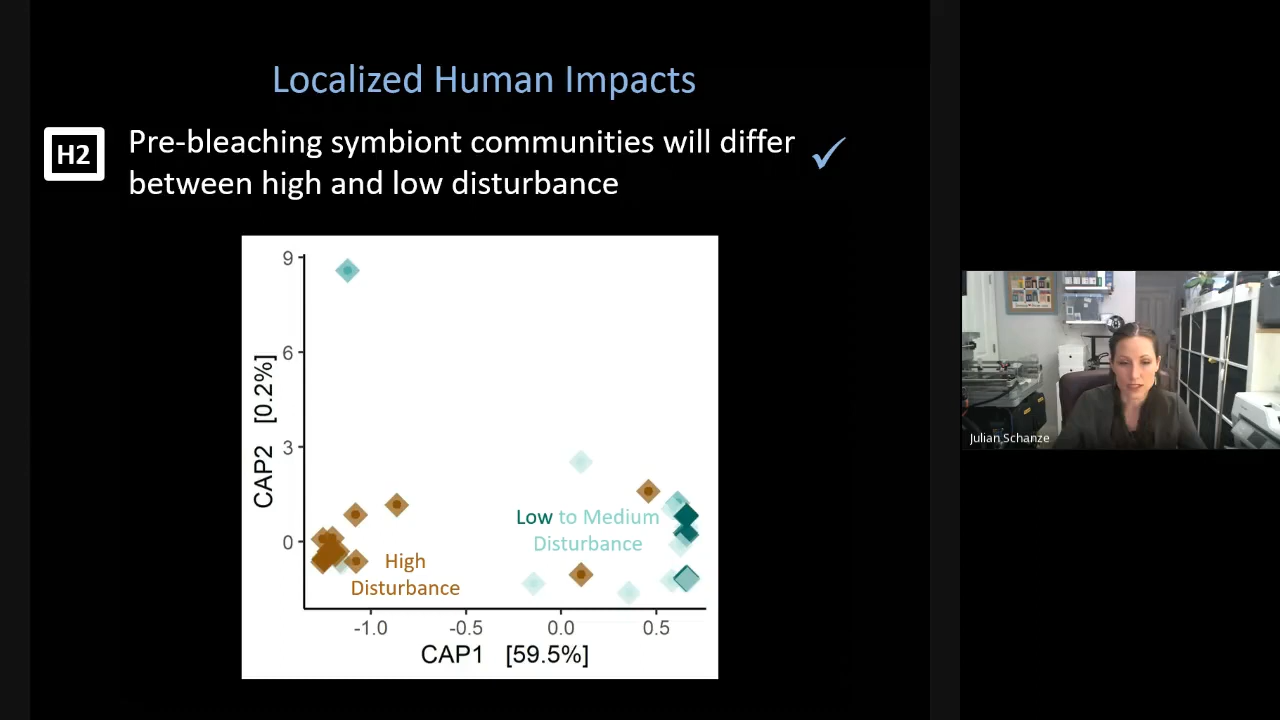 Localized Human Impacts
H2
Pre-bleaching symbiont communities will differ
between high and low disturbance
9
6
3
0
CAP2 [0.2%]
Low to Medium
Disturbance
High
Disturbance
-1.0 -0.5 0.0 0.5
CAP1 [59.5%]
Julian Schanze